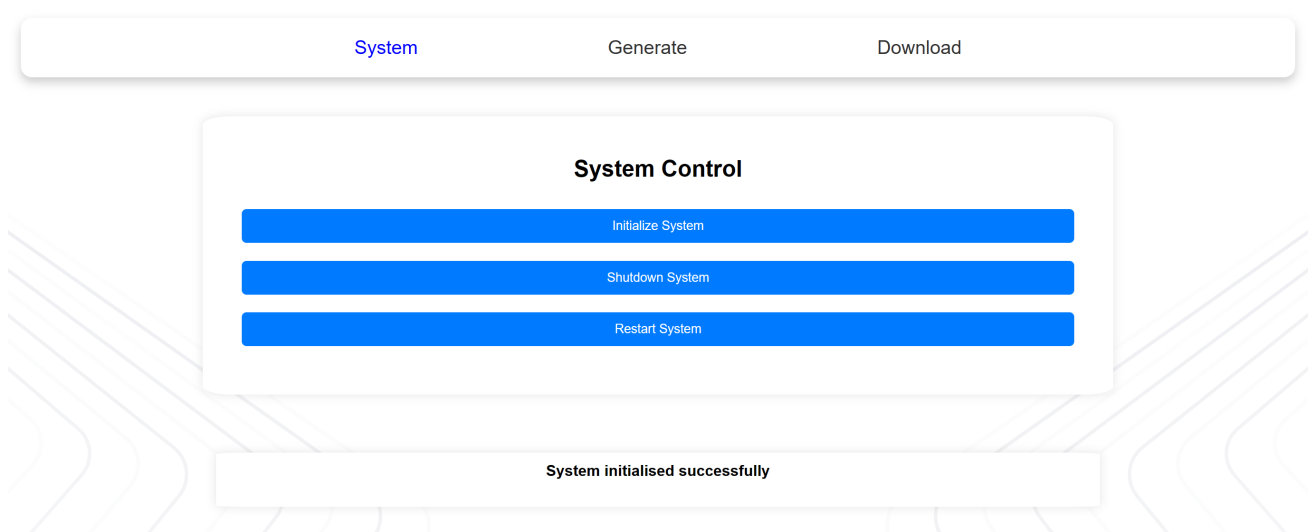 System Generate Download
System Control
Initialize System
Shutdown System
Restart System
System initialised successfully